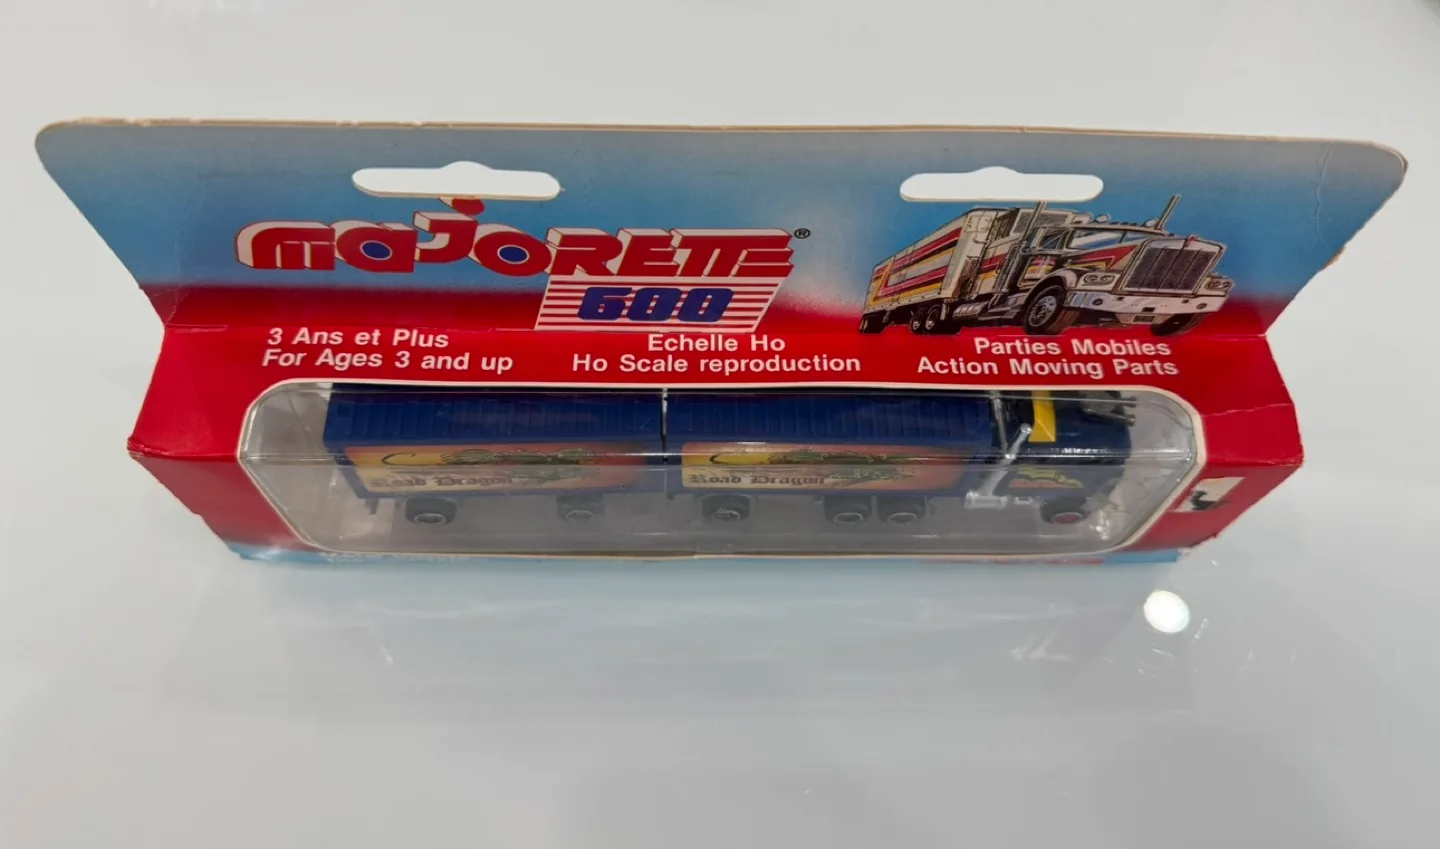 majorette ®
600
3 Ans et Plus
For Ages 3 and up
Echelle Ho
Ho Scale reproduction
Parties Mobiles
Action Moving Parts
Road Dragon
Road Dragon